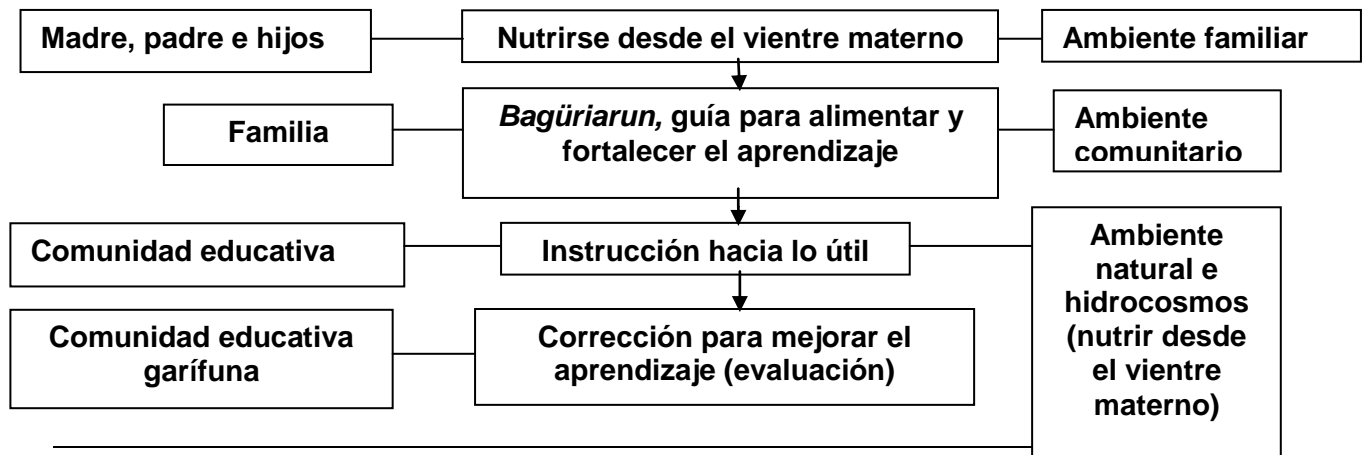 Madre, padre e hijos
Nutrirse desde el vientre materno
Ambiente familiar
Familia
Bagüriarun, guía para alimentar y
fortalecer el aprendizaje
Ambiente
comunitario
Comunidad educativa
Instrucción hacia lo útil
Ambiente
natural e
hidrocosmos
(nutrir desde
el vientre
materno)
Comunidad educativa
garífuna
Corrección para mejorar el
aprendizaje (evaluación)